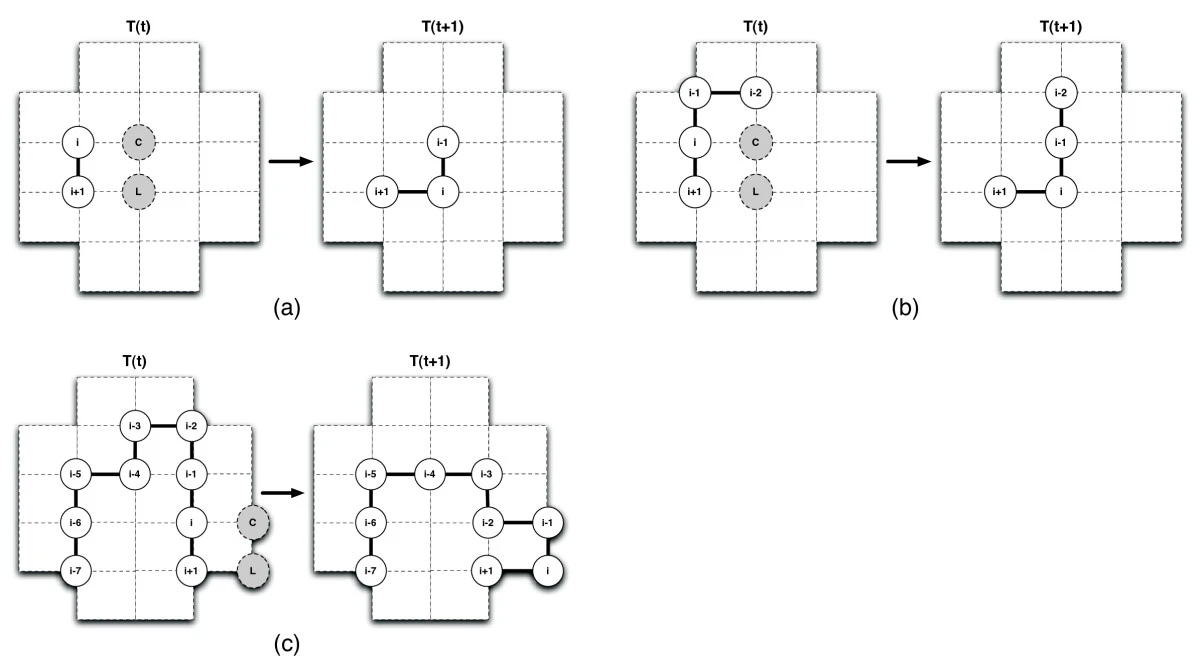 T(t) T(t+1) T(t) T(t+1)
i-1 i-2 i-2
i C i-1 i C i-1
i+1 L i+1 i i+1 L i+1 i
(a) (b)
T(t) T(t+1)
i-3 i-2
i-5 i-4 i-1 i-5 i-4 i-3
i-6 i C i-6 i-2 i-1
i-7 i+1 L i-7 i+1 i
(c)